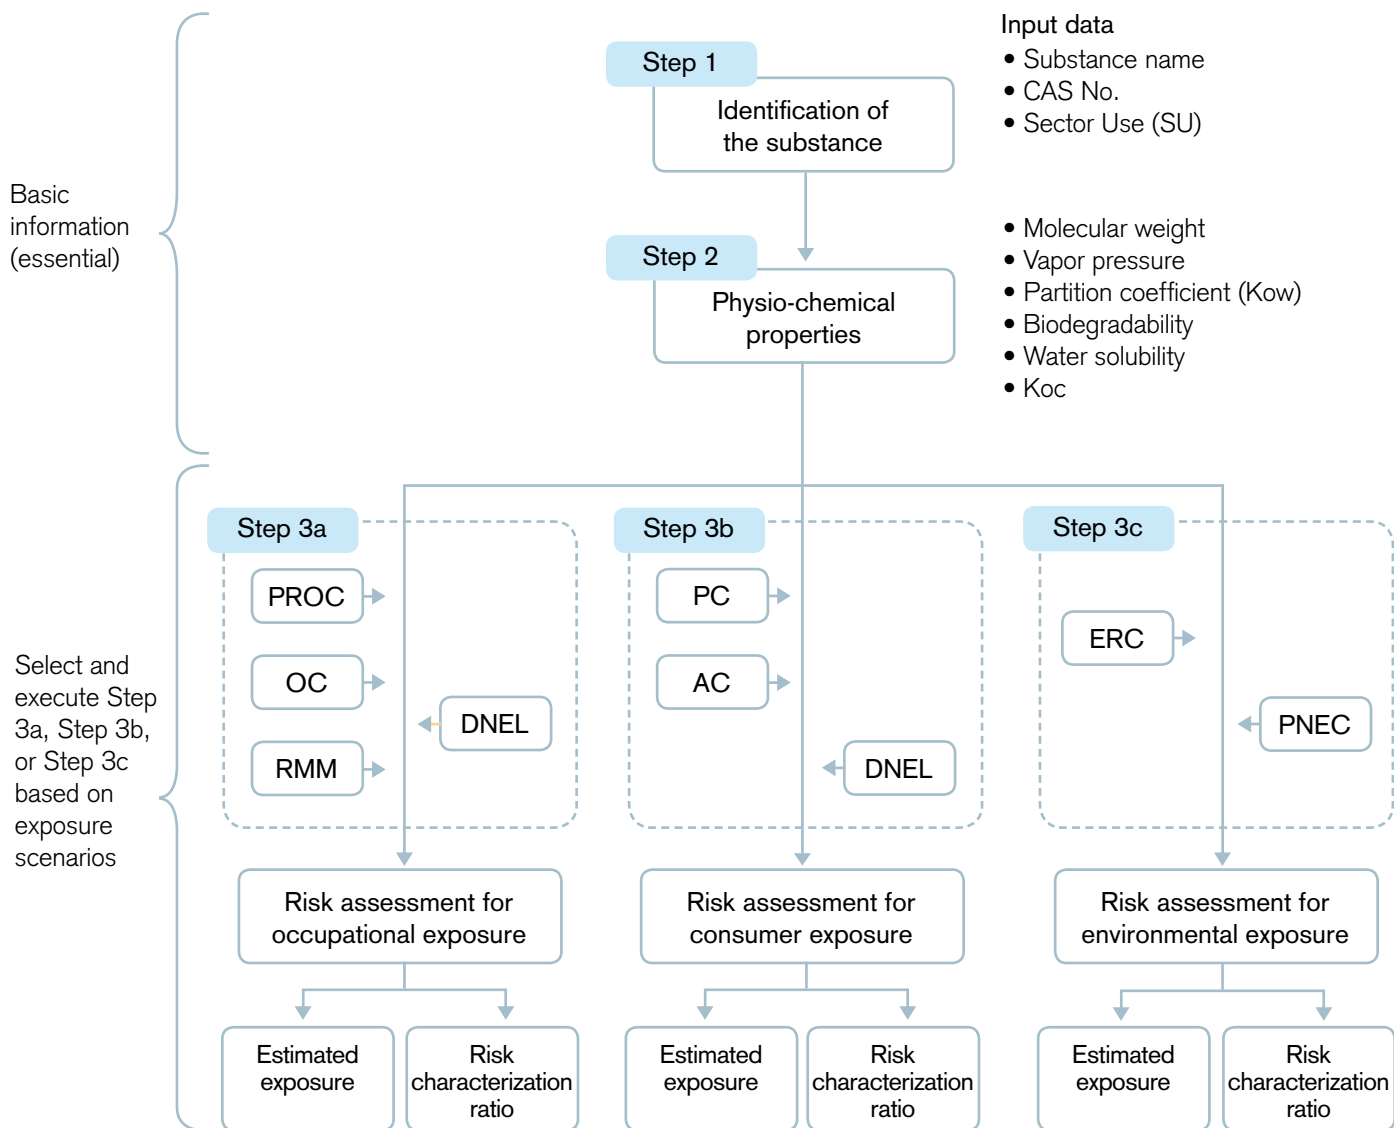 Input data
• Substance name
• CAS No.
• Sector Use (SU)
Step 1
Identification of
the substance
Basic
information
(essential)
Step 2
Physio-chemical
properties
• Molecular weight
• Vapor pressure
• Partition coefficient (Kow)
• Biodegradability
• Water solubility
• Koc
Select and
execute Step
3a, Step 3b,
or Step 3c
based on
exposure
scenarios
Step 3a
PROC
OC
RMM
DNEL
Risk assessment for
occupational exposure
Estimated
exposure
Risk
characterization
ratio
Step 3b
PC
AC
DNEL
Risk assessment for
consumer exposure
Estimated
exposure
Risk
characterization
ratio
Step 3c
ERC
PNEC
Risk assessment for
environmental exposure
Estimated
exposure
Risk
characterization
ratio